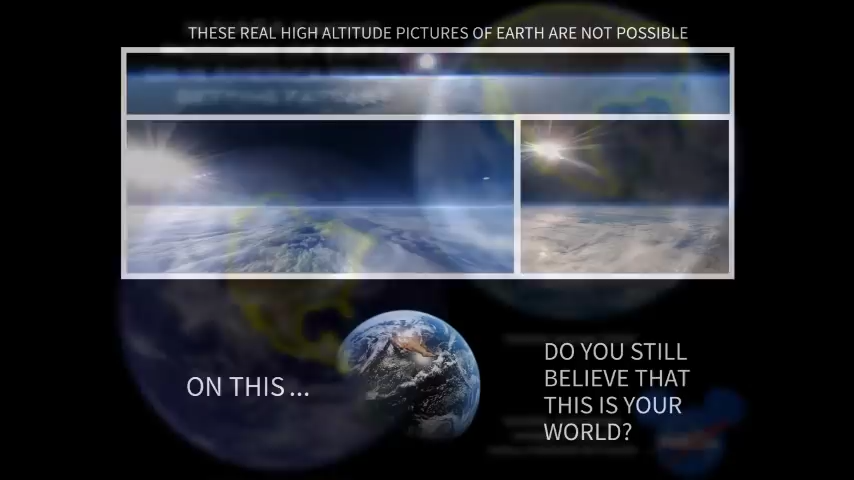 THESE REAL HIGH ALTITUDE PICTURES OF EARTH ARE NOT POSSIBLE
ON THIS...
DO YOU STILL
BELIEVE THAT
THIS IS YOUR
WORLD?